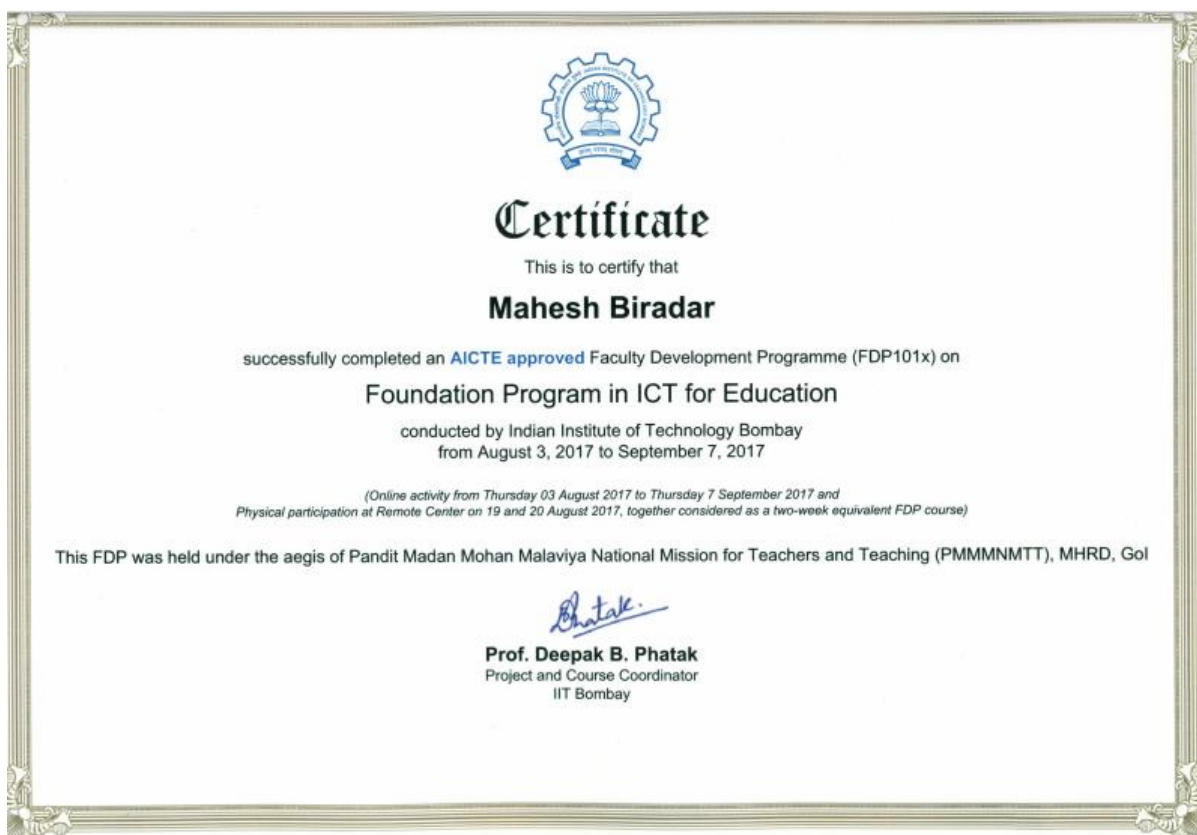 Certificate
This is to certify that
Mahesh Biradar
successfully completed an AICTE approved Faculty Development Programme (FDP101x) on
Foundation Program in ICT for Education
conducted by Indian Institute of Technology Bombay
from August 3, 2017 to September 7, 2017
(Online activity from Thursday 03 August 2017 to Thursday 7 September 2017 and
Physical participation at Remote Center on 19 and 20 August 2017, together considered as a two-week equivalent FDP course)
This FDP was held under the aegis of Pandit Madan Mohan Malaviya National Mission for Teachers and Teaching (PMMMNMTT), MHRD, GoI
Phatak.
Prof. Deepak B. Phatak
Project and Course Coordinator
IIT Bombay